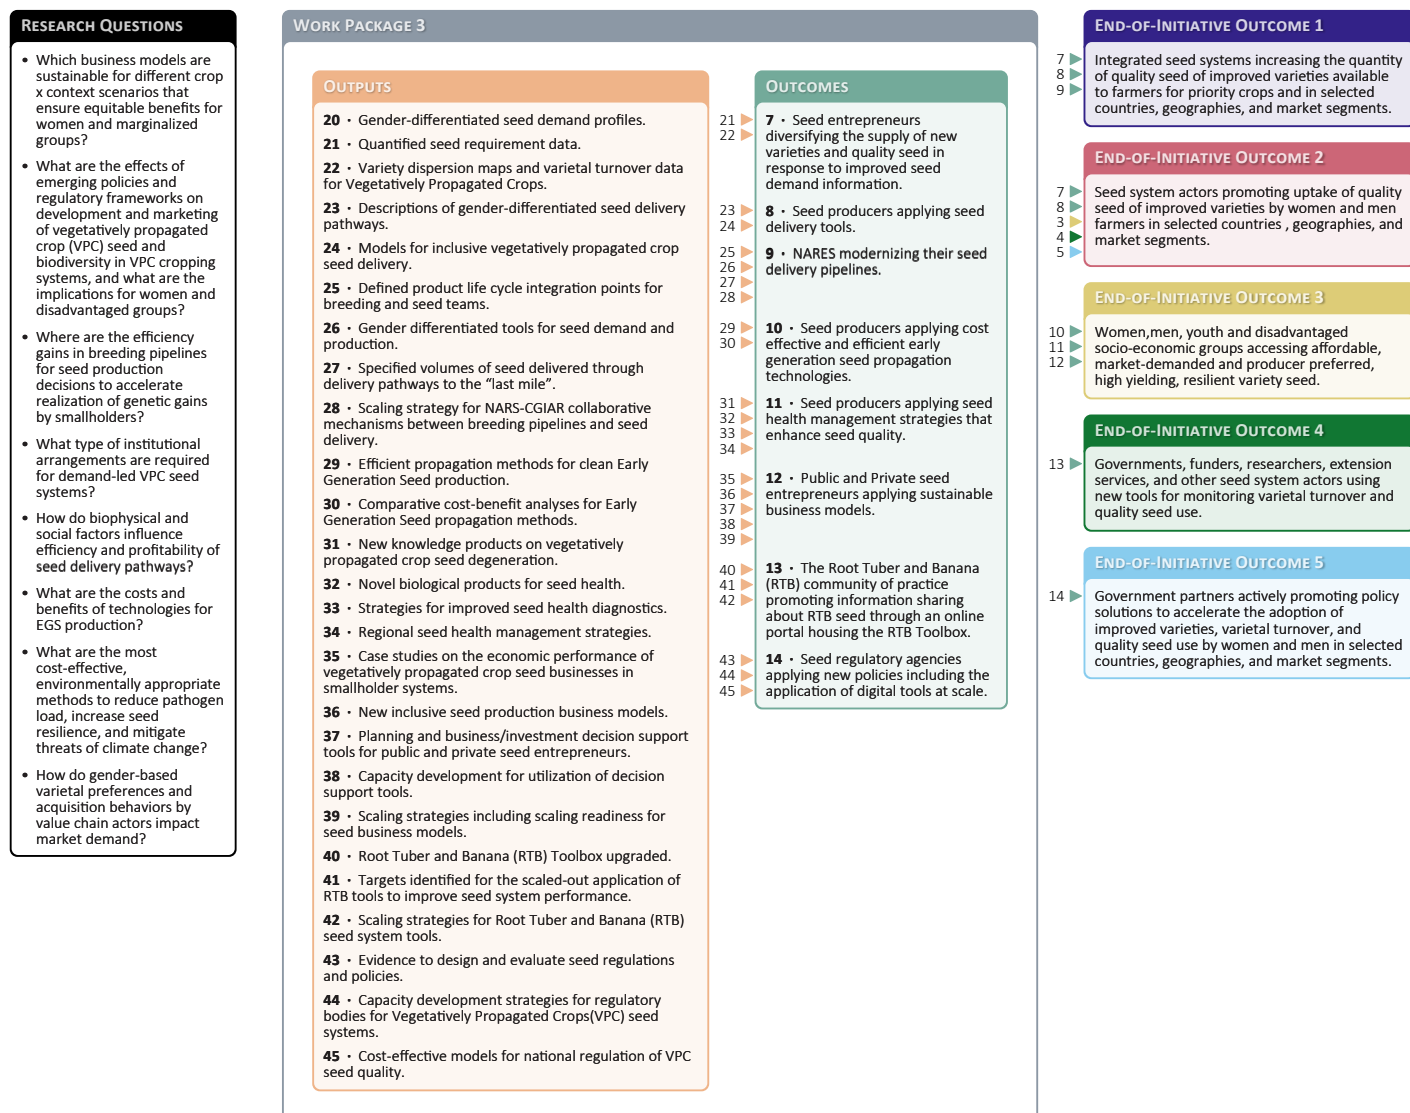 RESEARCH QUESTIONS
• Which business models are
sustainable for different crop
x context scenarios that
ensure equitable benefits for
women and marginalized
groups?
• What are the effects of
emerging policies and
regulatory frameworks on
development and marketing
of vegetatively propagated
crop (VPC) seed and
biodiversity in VPC cropping
systems, and what are the
implications for women and
disadvantaged groups?
• Where are the efficiency
gains in breeding pipelines
for seed production
decisions to accelerate
realization of genetic gains
by smallholders?
• What type of institutional
arrangements are required
for demand-led VPC seed
systems?
• How do biophysical and
social factors influence
efficiency and profitability of
seed delivery pathways?
• What are the costs and
benefits of technologies for
EGS production?
• What are the most
cost-effective,
environmentally appropriate
methods to reduce pathogen
load, increase seed
resilience, and mitigate
threats of climate change?
• How do gender-based
varietal preferences and
acquisition behaviors by
value chain actors impact
market demand?
WORK PACKAGE 3
OUTPUTS
20 · Gender-differentiated seed demand profiles.
21 · Quantified seed requirement data.
22 · Variety dispersion maps and varietal turnover data
for Vegetatively Propagated Crops.
23 · Descriptions of gender-differentiated seed delivery
pathways.
24 · Models for inclusive vegetatively propagated crop
seed delivery.
25 · Defined product life cycle integration points for
breeding and seed teams.
26 · Gender differentiated tools for seed demand and
production.
27 · Specified volumes of seed delivered through
delivery pathways to the “last mile”.
28 · Scaling strategy for NARS-CGIAR collaborative
mechanisms between breeding pipelines and seed
delivery.
29 · Efficient propagation methods for clean Early
Generation Seed production.
30 · Comparative cost-benefit analyses for Early
Generation Seed propagation methods.
31 · New knowledge products on vegetatively
propagated crop seed degeneration.
32 · Novel biological products for seed health.
33 · Strategies for improved seed health diagnostics.
34 · Regional seed health management strategies.
35 · Case studies on the economic performance of
vegetatively propagated crop seed businesses in
smallholder systems.
36 · New inclusive seed production business models.
37 · Planning and business/investment decision support
tools for public and private seed entrepreneurs.
38 · Capacity development for utilization of decision
support tools.
39 · Scaling strategies including scaling readiness for
seed business models.
40 · Root Tuber and Banana (RTB) Toolbox upgraded.
41 · Targets identified for the scaled-out application of
RTB tools to improve seed system performance.
42 · Scaling strategies for Root Tuber and Banana (RTB)
seed system tools.
43 · Evidence to design and evaluate seed regulations
and policies.
44 · Capacity development strategies for regulatory
bodies for Vegetatively Propagated Crops(VPC) seed
systems.
45 · Cost-effective models for national regulation of VPC
seed quality.
OUTCOMES
21
22
7 · Seed entrepreneurs
diversifying the supply of new
varieties and quality seed in
response to improved seed
demand information.
23
24
8 · Seed producers applying seed
delivery tools.
25
26
27
28
9 · NARES modernizing their seed
delivery pipelines.
29
30
10 · Seed producers applying cost
effective and efficient early
generation seed propagation
technologies.
31
32
33
34
11 · Seed producers applying seed
health management strategies that
enhance seed quality.
35
36
37
38
39
12 · Public and Private seed
entrepreneurs applying sustainable
business models.
40
41
42
13 · The Root Tuber and Banana
(RTB) community of practice
promoting information sharing
about RTB seed through an online
portal housing the RTB Toolbox.
43
44
45
14 · Seed regulatory agencies
applying new policies including the
application of digital tools at scale.
END-OF-INITIATIVE OUTCOME 1
7
8
9
Integrated seed systems increasing the quantity
of quality seed of improved varieties available
to farmers for priority crops and in selected
countries, geographies, and market segments.
END-OF-INITIATIVE OUTCOME 2
7
8
3
4
5
Seed system actors promoting uptake of quality
seed of improved varieties by women and men
farmers in selected countries , geographies, and
market segments.
END-OF-INITIATIVE OUTCOME 3
10
11
12
Women,men, youth and disadvantaged
socio-economic groups accessing affordable,
market-demanded and producer preferred,
high yielding, resilient variety seed.
END-OF-INITIATIVE OUTCOME 4
13
Governments, funders, researchers, extension
services, and other seed system actors using
new tools for monitoring varietal turnover and
quality seed use.
END-OF-INITIATIVE OUTCOME 5
14
Government partners actively promoting policy
solutions to accelerate the adoption of
improved varieties, varietal turnover, and
quality seed use by women and men in selected
countries, geographies, and market segments.